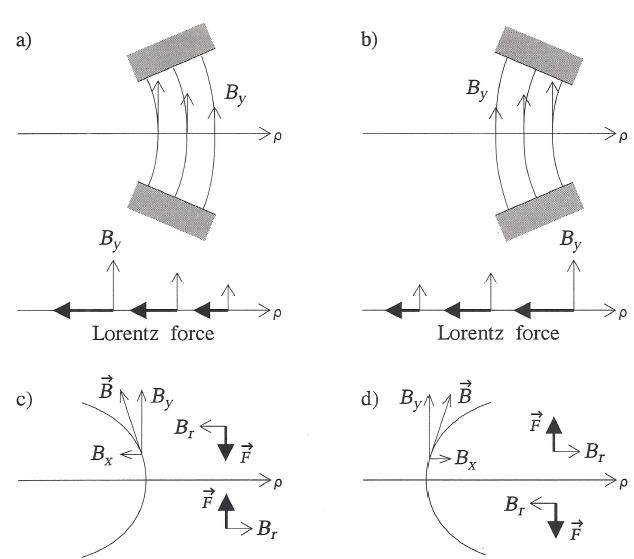 a)
b)
B_y
B_y
ρ
ρ
B_y
B_y
ρ
ρ
Lorentz force
Lorentz force
c)
d)
B⃗ B_y
B_y B⃗
B_r
F⃗
B_x
F⃗
B_r
B_x
ρ
ρ
F⃗
B_r
B_r
F⃗